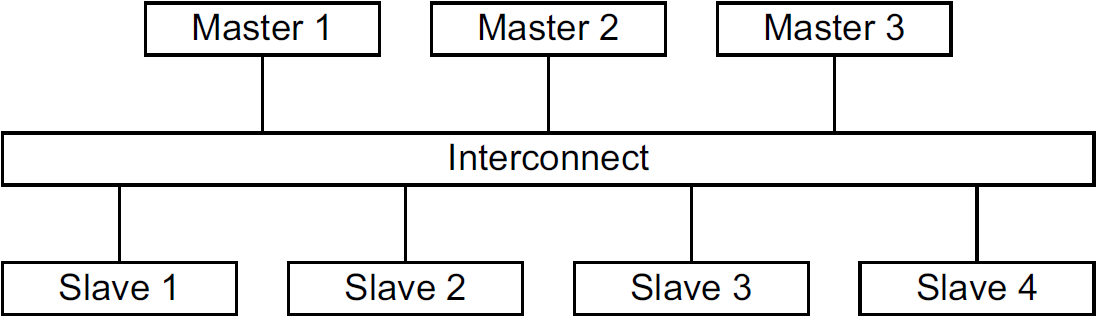 Master 1
Master 2
Master 3
Interconnect
Slave 1
Slave 2
Slave 3
Slave 4